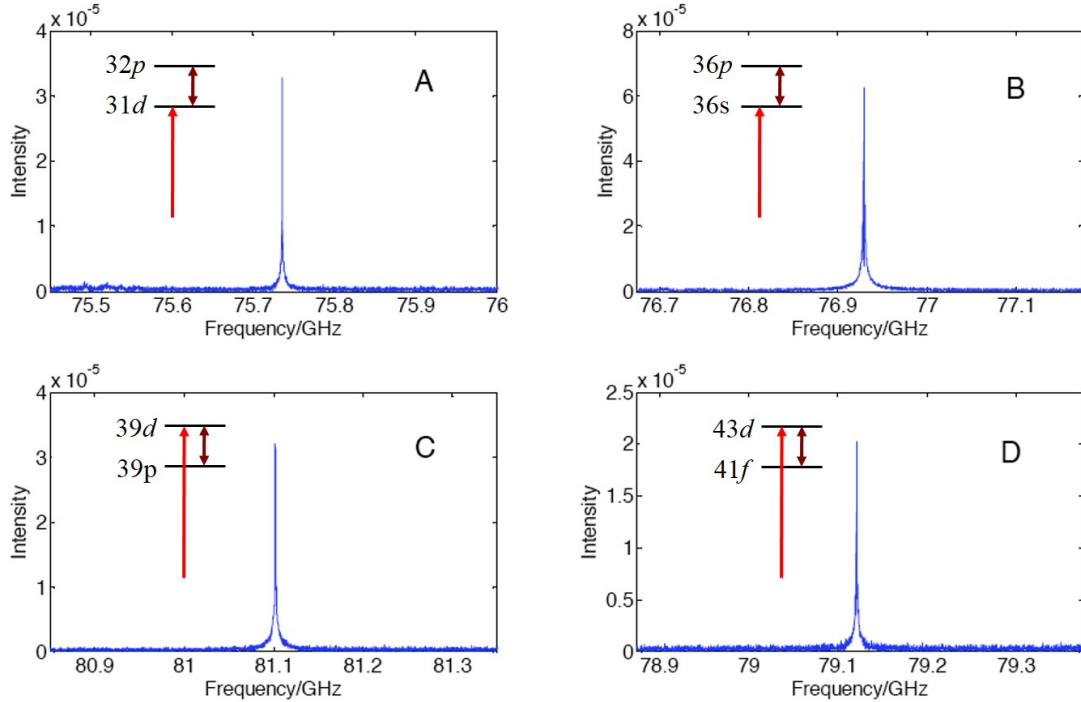 4 x 10^-5
3
2
1
0
75.5 75.6 75.7 75.8 75.9 76
Frequency/GHz
Intensity
32p
31d
A
8 x 10^-5
6
4
2
0
76.7 76.8 76.9 77 77.1
Frequency/GHz
Intensity
36p
36s
B
4 x 10^-5
3
2
1
0
80.9 81 81.1 81.2 81.3
Frequency/GHz
Intensity
39d
39p
C
2.5 x 10^-5
2
1.5
1
0.5
0
78.9 79 79.1 79.2 79.3
Frequency/GHz
Intensity
43d
41f
D